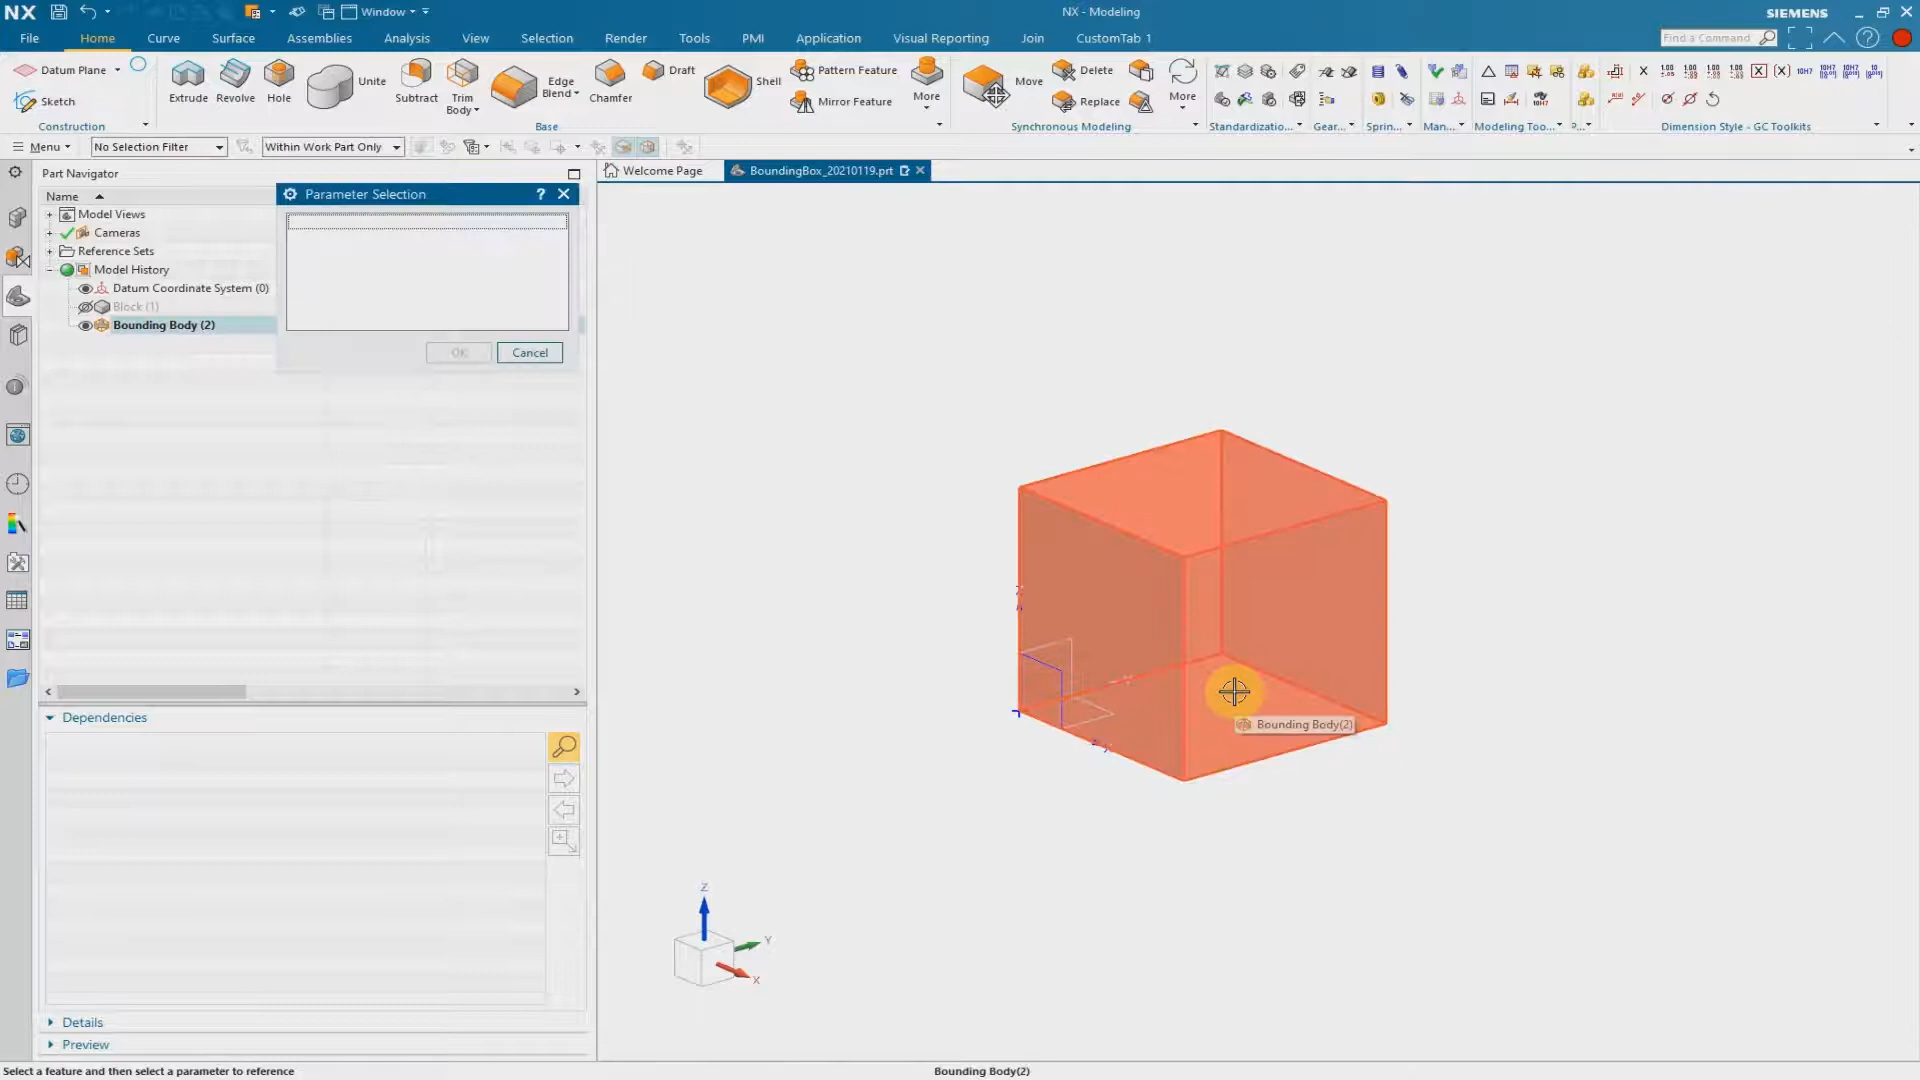 NX
Window
NX - Modeling
SIEMENS
File
Home
Curve
Surface
Assemblies
Analysis
View
Selection
Render
Tools
PMI
Application
Visual Reporting
Join
CustomTab 1
Find a Command
Datum Plane
Sketch
Construction
Extrude
Revolve
Hole
Unite
Subtract
Trim
Body
Edge
Blend
Chamfer
Draft
Shell
Pattern Feature
Mirror Feature
More
Base
Move
Delete
Replace
More
Synchronous Modeling
Standardizatio...
Gear...
Sprin...
Man...
Modeling Too...
P...
Dimension Style - GC Toolkits
Menu
No Selection Filter
Within Work Part Only
Part Navigator
Welcome Page
BoundingBox_20210119.prt
Name
Model Views
Cameras
Reference Sets
Model History
Datum Coordinate System (0)
Block (1)
Bounding Body (2)
Parameter Selection
?
OK
Cancel
Bounding Body(2)
Dependencies
Details
Preview
Z
Y
X
Select a feature and then select a parameter to reference
Bounding Body(2)